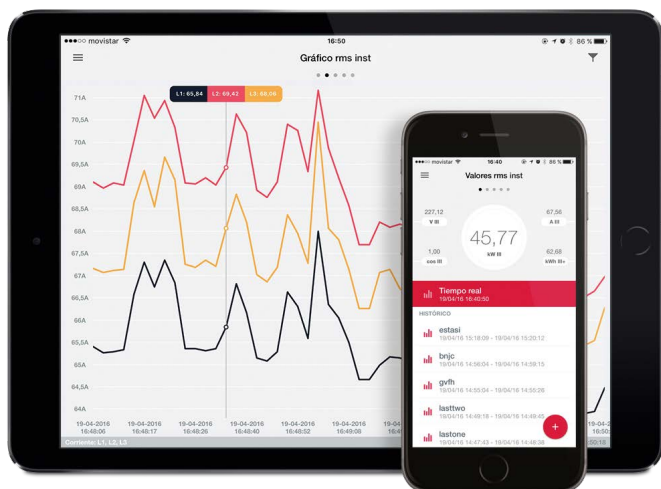 movistar 16:50 86 %
Gráfico rms inst
L1: 65,84 L2: 69,42 L3: 68,06
71A
70,5A
70A
69,5A
69A
68,5A
68A
67,5A
67A
66,5A
66A
65,5A
65A
64,5A
64A
19-04-2016 19-04-2016 19-04-2016 19-04-2016 19-04-2016 19-04-2016
16:48:06 16:48:17 16:48:26 16:48:40 16:48:52 16:49:08
Corriente: L1, L2, L3
movistar 16:40 88 %
Valores rms inst
227,12 67,56
V III A III
45,77
kW III
1,00 62,68
cos III kWh III+
Tiempo real
19/04/16 16:40:50
HISTÓRICO
estasi
19/04/16 15:18:09 - 19/04/16 15:20:12
bnjc
19/04/16 14:56:04 - 19/04/16 14:59:15
gvfh
19/04/16 14:55:04 - 19/04/16 14:55:28
lasttwo
19/04/16 14:49:18 - 19/04/16 14:49:45
lastone
19/04/16 14:47:43 - 19/04/16 14:48:38
+